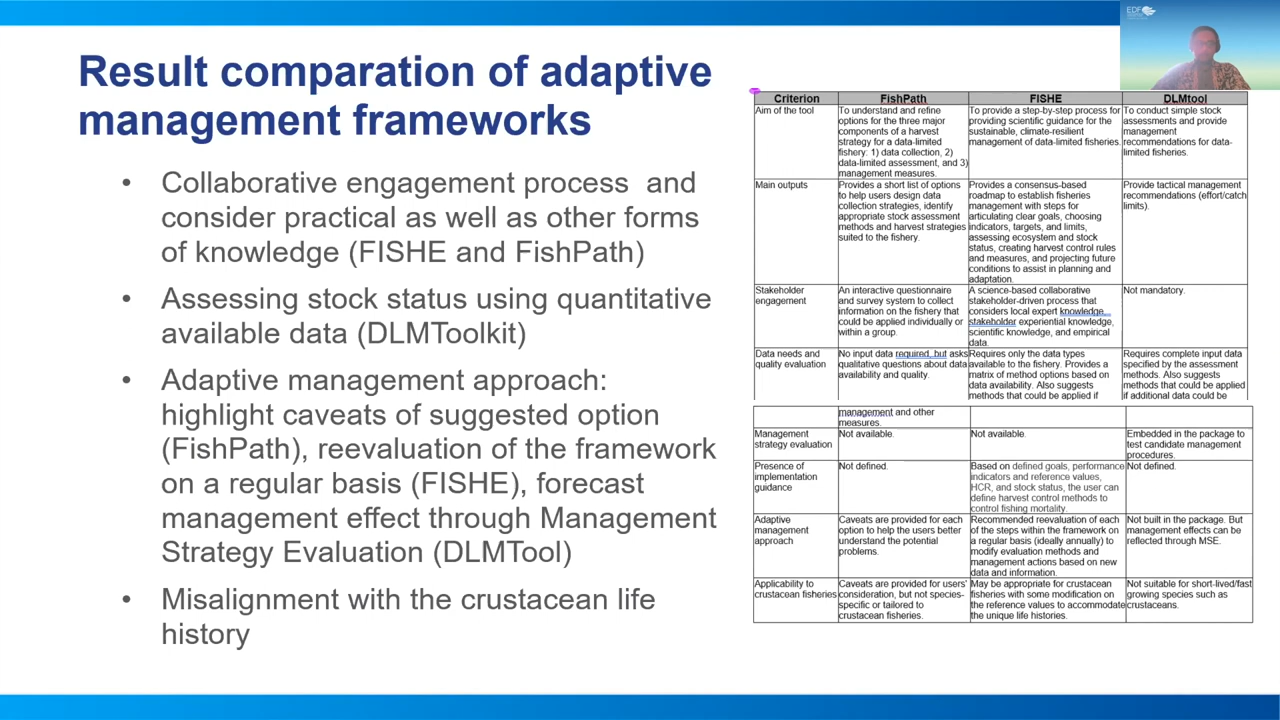 EDF
Result comparation of adaptive
management frameworks
• Collaborative engagement process and
consider practical as well as other forms
of knowledge (FISHE and FishPath)
• Assessing stock status using quantitative
available data (DLMToolkit)
• Adaptive management approach:
highlight caveats of suggested option
(FishPath), reevaluation of the framework
on a regular basis (FISHE), forecast
management effect through Management
Strategy Evaluation (DLMTool)
• Misalignment with the crustacean life
history
Criterion FishPath FISHE DLMtool
Aim of the tool
To understand and refine
options for the three major
components of a harvest
strategy for a data-limited
fishery: 1) data collection, 2)
data-limited assessment, and 3)
management measures.
To provide a step-by-step process for
providing scientific guidance for the
sustainable, climate-resilient
management of data-limited fisheries.
To conduct simple stock
assessments and provide
management
recommendations for data-
limited fisheries.
Main outputs
Provides a short list of options
to help users design data
collection strategies, identify
appropriate stock assessment
methods and harvest strategies
suited to the fishery.
Provides a consensus-based
roadmap to establish fisheries
management with steps for
articulating clear goals, choosing
indicators, targets, and limits,
assessing ecosystem and stock
status, creating harvest control rules
and measures, and projecting future
conditions to assist in planning and
adaptation.
Provide tactical management
recommendations (effort/catch
limits).
Stakeholder
engagement
An interactive questionnaire
and survey system to collect
information on the fishery that
could be applied individually or
within a group.
A science-based collaborative
stakeholder-driven process that
considers local expert knowledge,
stakeholder experiential knowledge,
scientific knowledge, and empirical
data.
Not mandatory.
Data needs and
quality evaluation
No input data required, but asks
qualitative questions about data
availability and quality.
Requires only the data types
available to the fishery. Provides a
matrix of method options based on
data availability. Also suggests
methods that could be applied if
Requires complete input data
specified by the assessment
methods. Also suggests
methods that could be applied
if additional data could be
management and other
measures.
Management
strategy evaluation
Not available.
Not available.
Embedded in the package to
test candidate management
procedures.
Presence of
implementation
guidance
Not defined.
Based on defined goals, performance
indicators and reference values,
HCR, and stock status, the user can
define harvest control methods to
control fishing mortality.
Not defined.
Adaptive
management
approach
Caveats are provided for each
option to help the users better
understand the potential
problems.
Recommended reevaluation of each
of the steps within the framework on
a regular basis (ideally annually) to
modify evaluation methods and
management actions based on new
data and information.
Not built in the package. But
management effects can be
reflected through MSE.
Applicability to
crustacean fisheries
Caveats are provided for users'
consideration, but not species-
specific or tailored to
crustacean fisheries.
May be appropriate for crustacean
fisheries with some modification on
the reference values to accommodate
the unique life histories.
Not suitable for short-lived/fast
growing species such as
crustaceans.